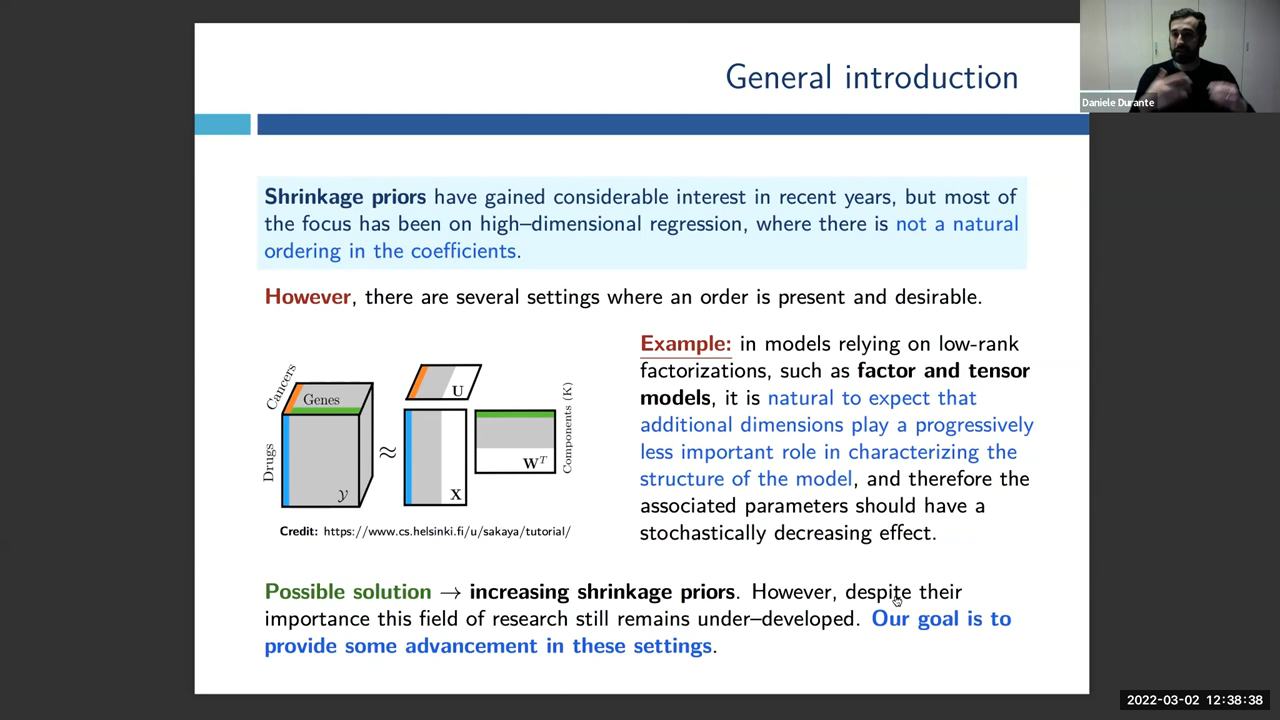 General introduction
Daniele Durante
Shrinkage priors have gained considerable interest in recent years, but most of
the focus has been on high–dimensional regression, where there is not a natural
ordering in the coefficients.
However, there are several settings where an order is present and desirable.
Cancers
Genes
Drugs
𝒴
≈
U
X
Wᵀ
Components (K)
Credit: https://www.cs.helsinki.fi/u/sakaya/tutorial/
Example: in models relying on low-rank
factorizations, such as factor and tensor
models, it is natural to expect that
additional dimensions play a progressively
less important role in characterizing the
structure of the model, and therefore the
associated parameters should have a
stochastically decreasing effect.
Possible solution → increasing shrinkage priors. However, despite their
importance this field of research still remains under–developed. Our goal is to
provide some advancement in these settings.
2022-03-02 12:38:38